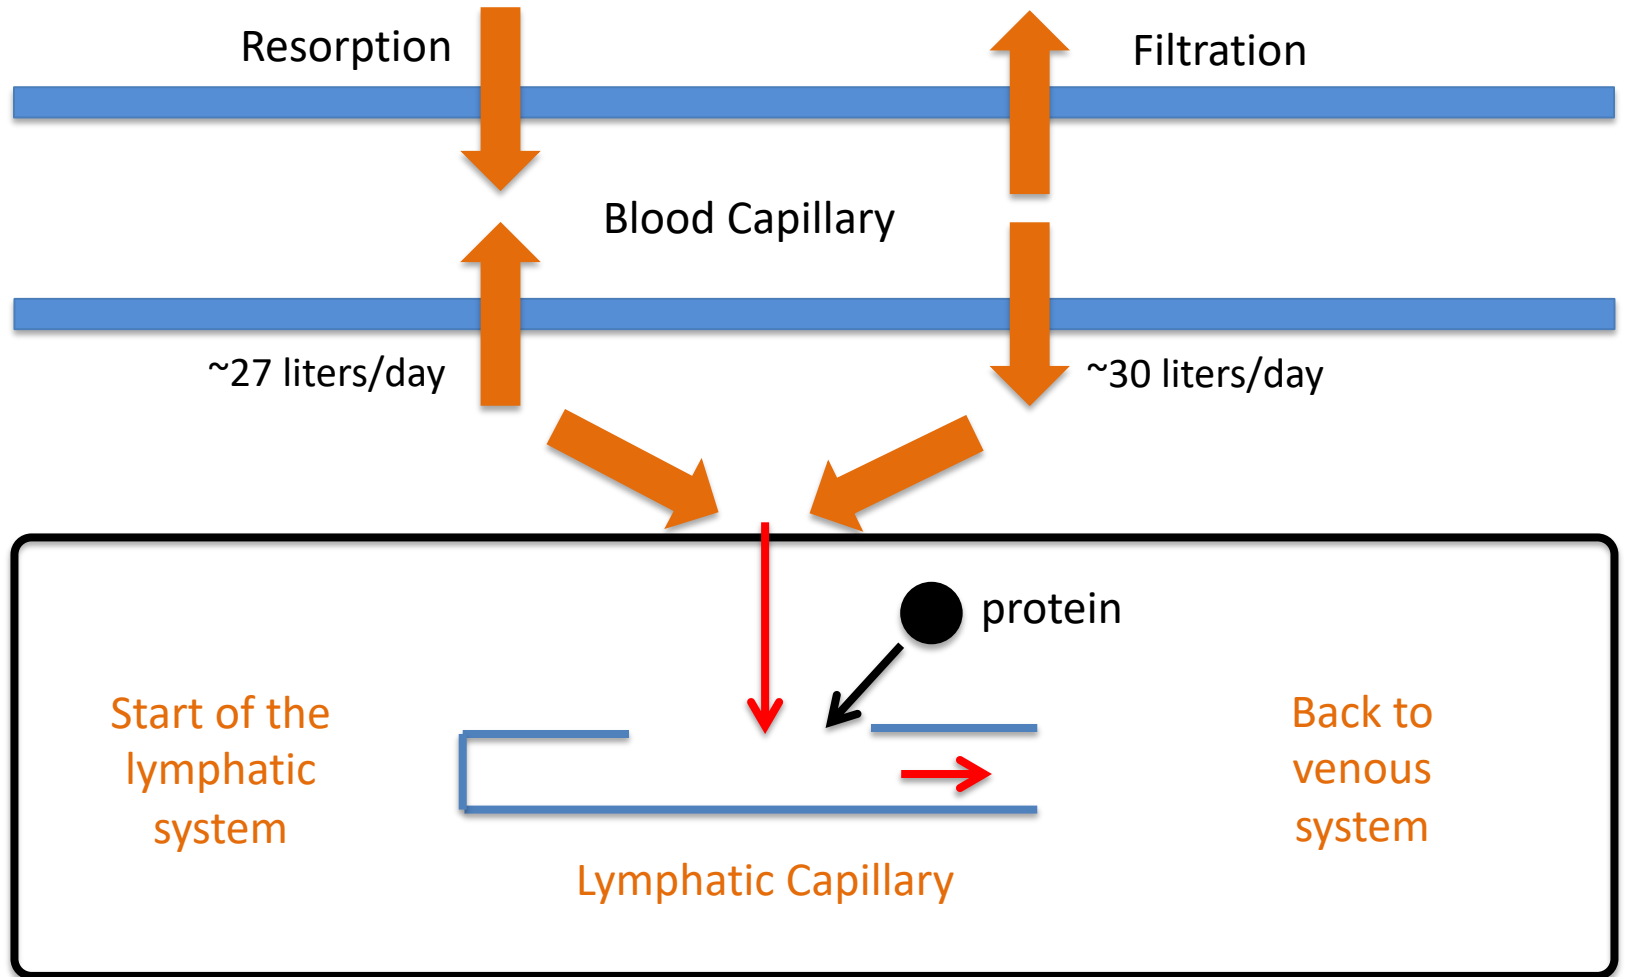 Resorption
Filtration
Blood Capillary
~27 liters/day
~30 liters/day
protein
Start of the
lymphatic
system
Back to
venous
system
Lymphatic Capillary